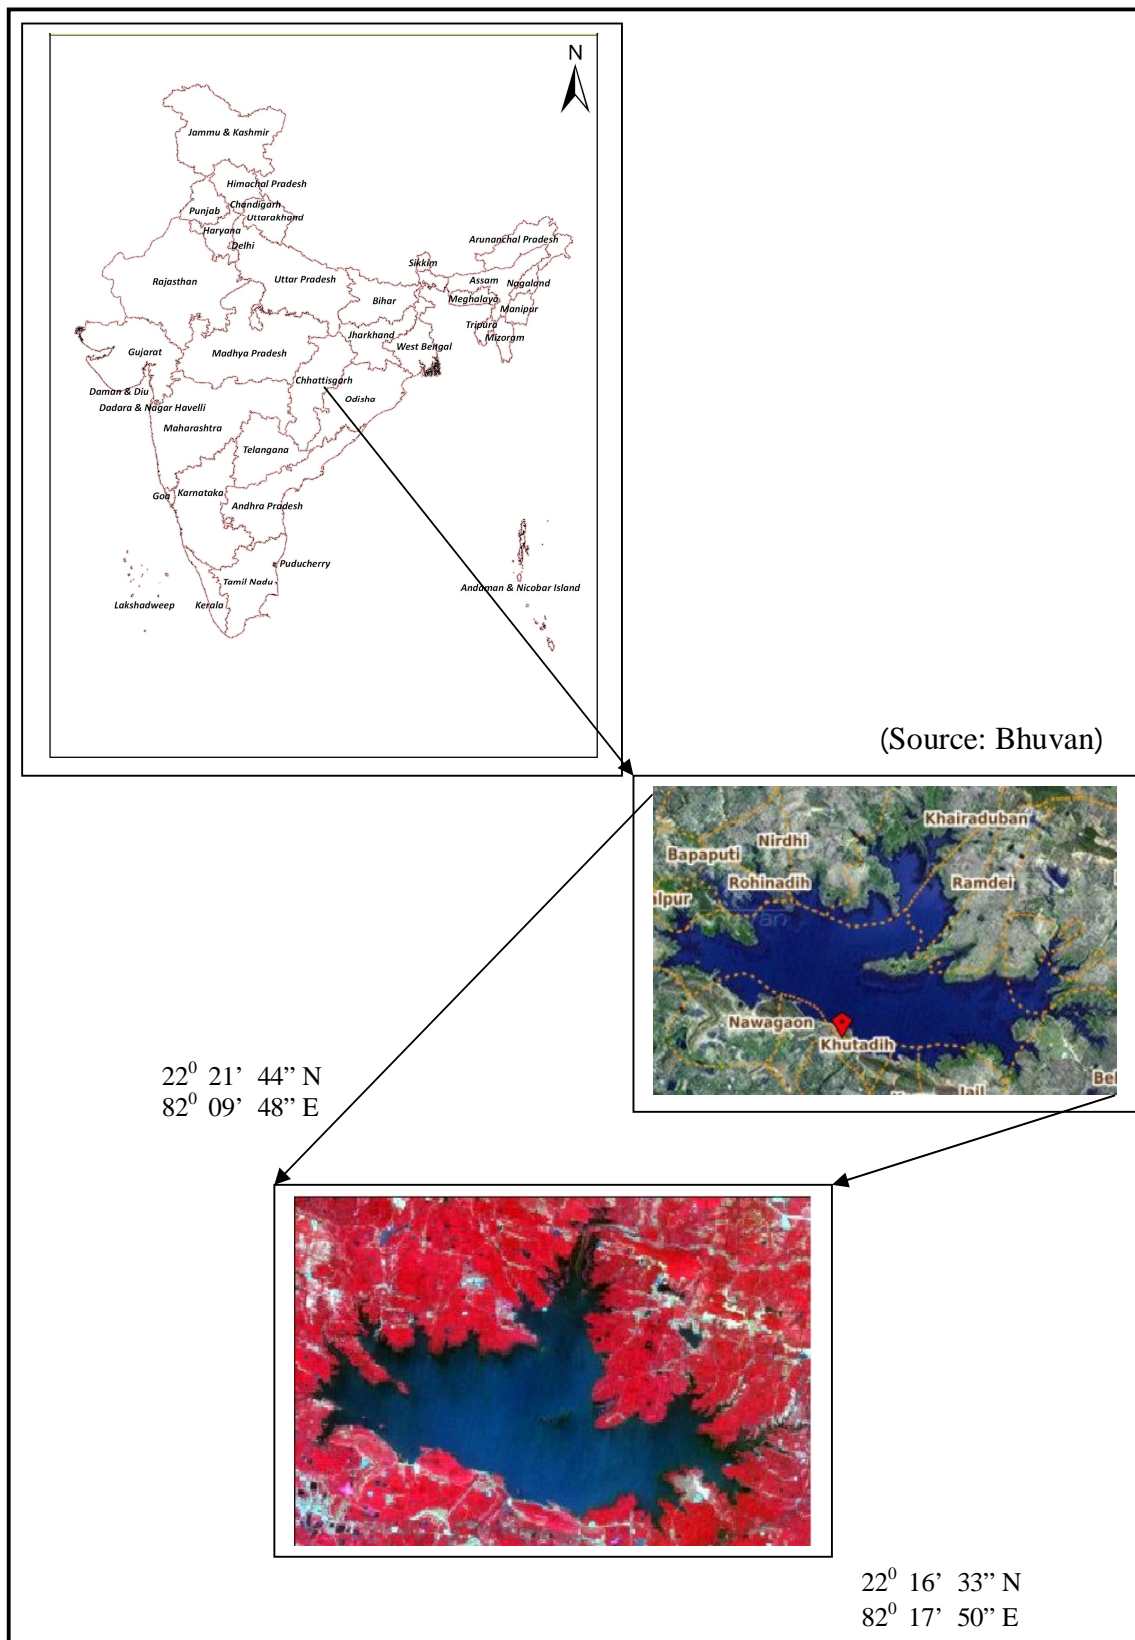 N
Jammu & Kashmir
Himachal Pradesh
Chandigarh
Punjab
Uttarakhand
Haryana
Delhi
Arunanchal Pradesh
Sikkim
Rajasthan
Uttar Pradesh
Assam
Nagaland
Bihar
Meghalaya
Manipur
Tripura
Jharkhand
Mizoram
West Bengal
Gujarat
Madhya Pradesh
Chhattisgarh
Daman & Diu
Odisha
Dadara & Nagar Havelli
Maharashtra
Telangana
Goa
Karnataka
Andhra Pradesh
Puducherry
Tamil Nadu
Andaman & Nicobar Island
Lakshadweep
Kerala
(Source: Bhuvan)
Khairaduban
Nirdhi
Bapaputi
Rohinadih
Ramdei
lpur
Nawagaon
Khutadih
Bel
Jail
22⁰ 21’ 44” N
82⁰ 09’ 48” E
22⁰ 16’ 33” N
82⁰ 17’ 50” E